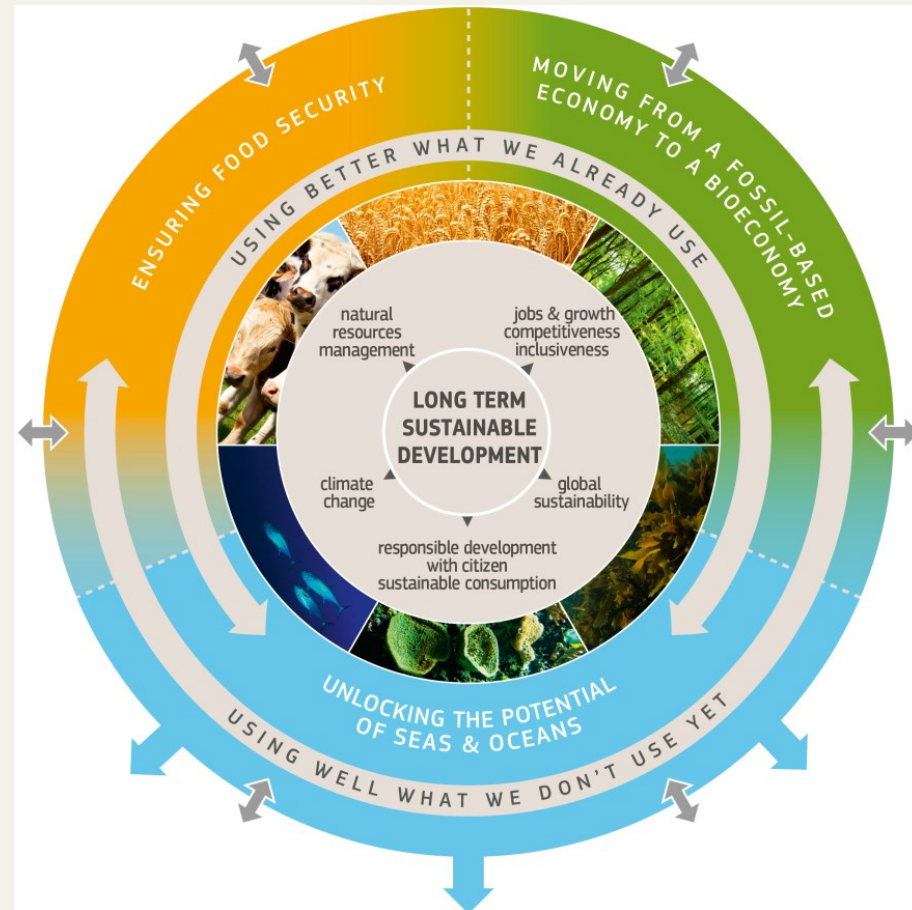 ENSURING FOOD SECURITY
MOVING FROM A FOSSIL-BASED
ECONOMY TO A BIOECONOMY
USING BETTER WHAT WE ALREADY USE
natural
resources
management
jobs & growth
competitiveness
inclusiveness
LONG TERM
SUSTAINABLE
DEVELOPMENT
climate
change
global
sustainability
responsible development
with citizen
sustainable consumption
UNLOCKING THE POTENTIAL
OF SEAS & OCEANS
USING WELL WHAT WE DON'T USE YET